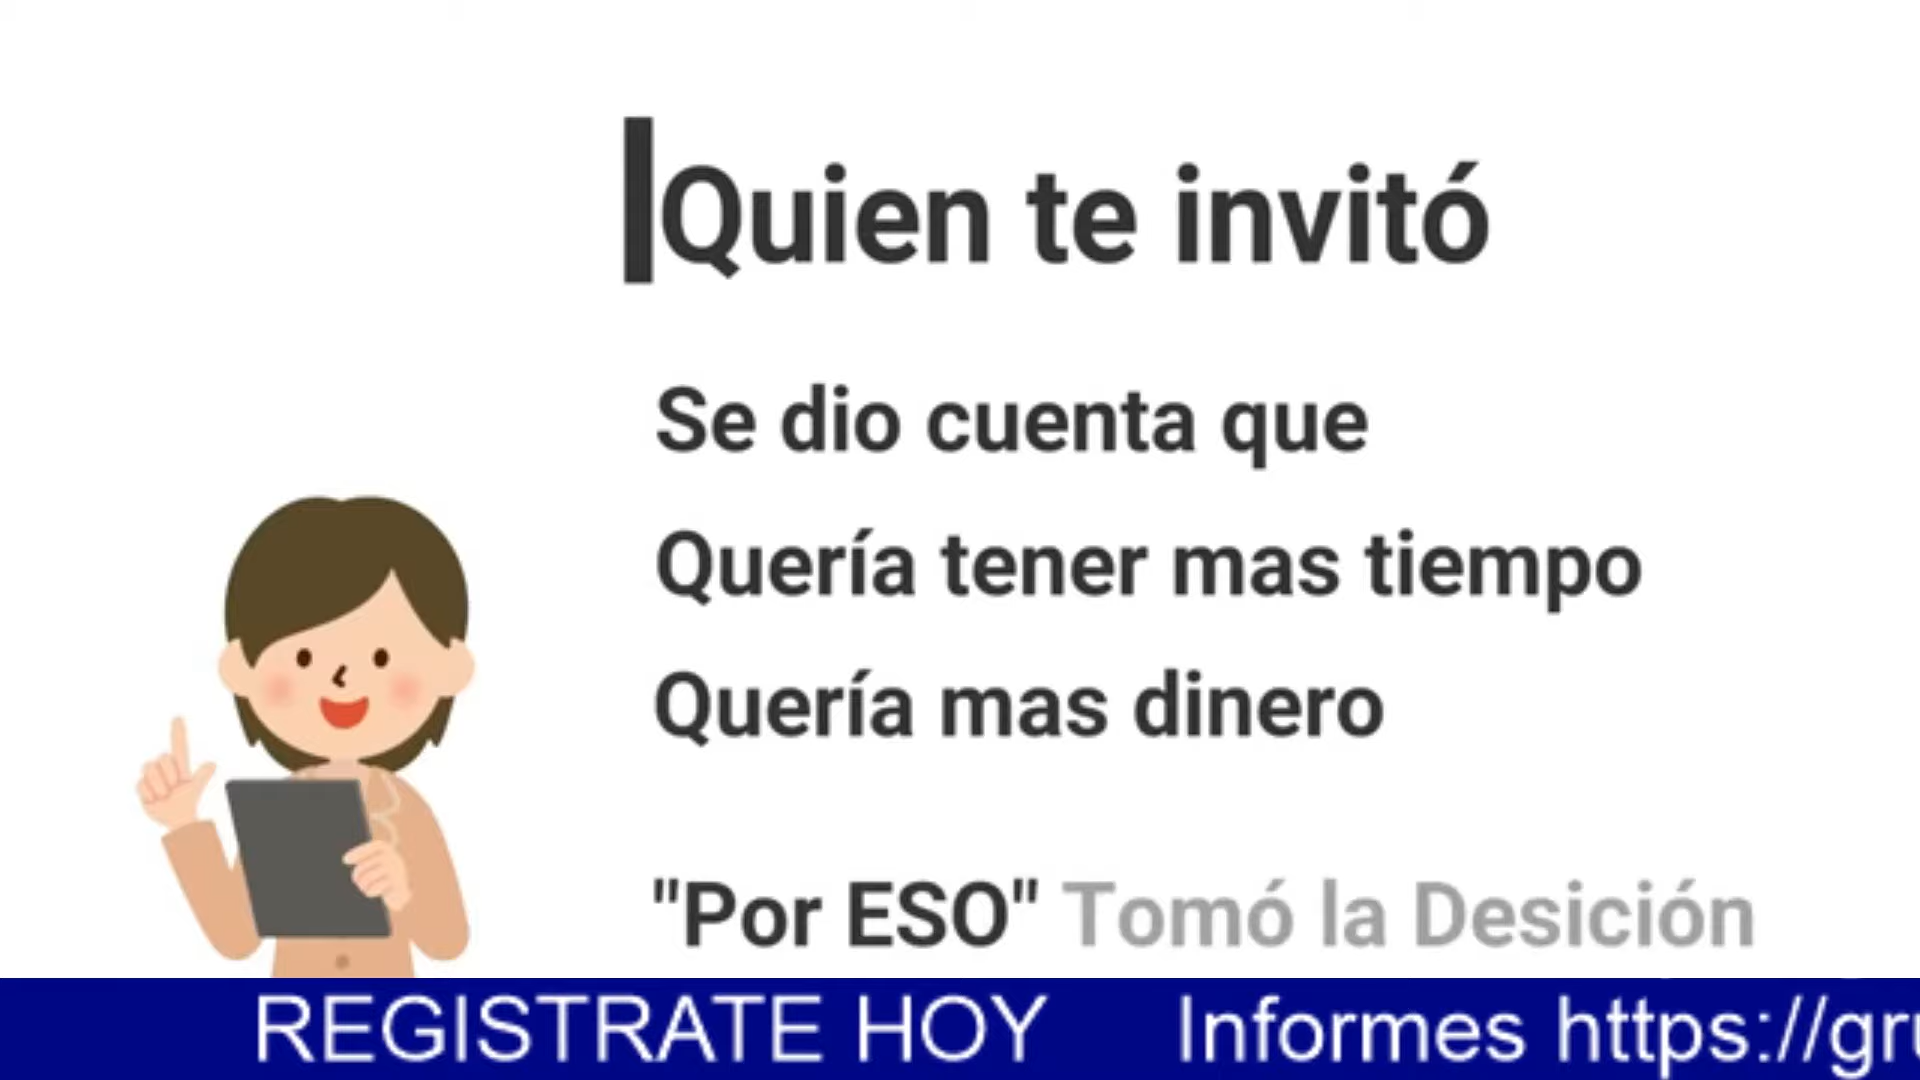 Quien te invitó
Se dio cuenta que
Quería tener mas tiempo
Quería mas dinero
"Por ESO" Tomó la Desición
REGISTRATE HOY Informes https://gru